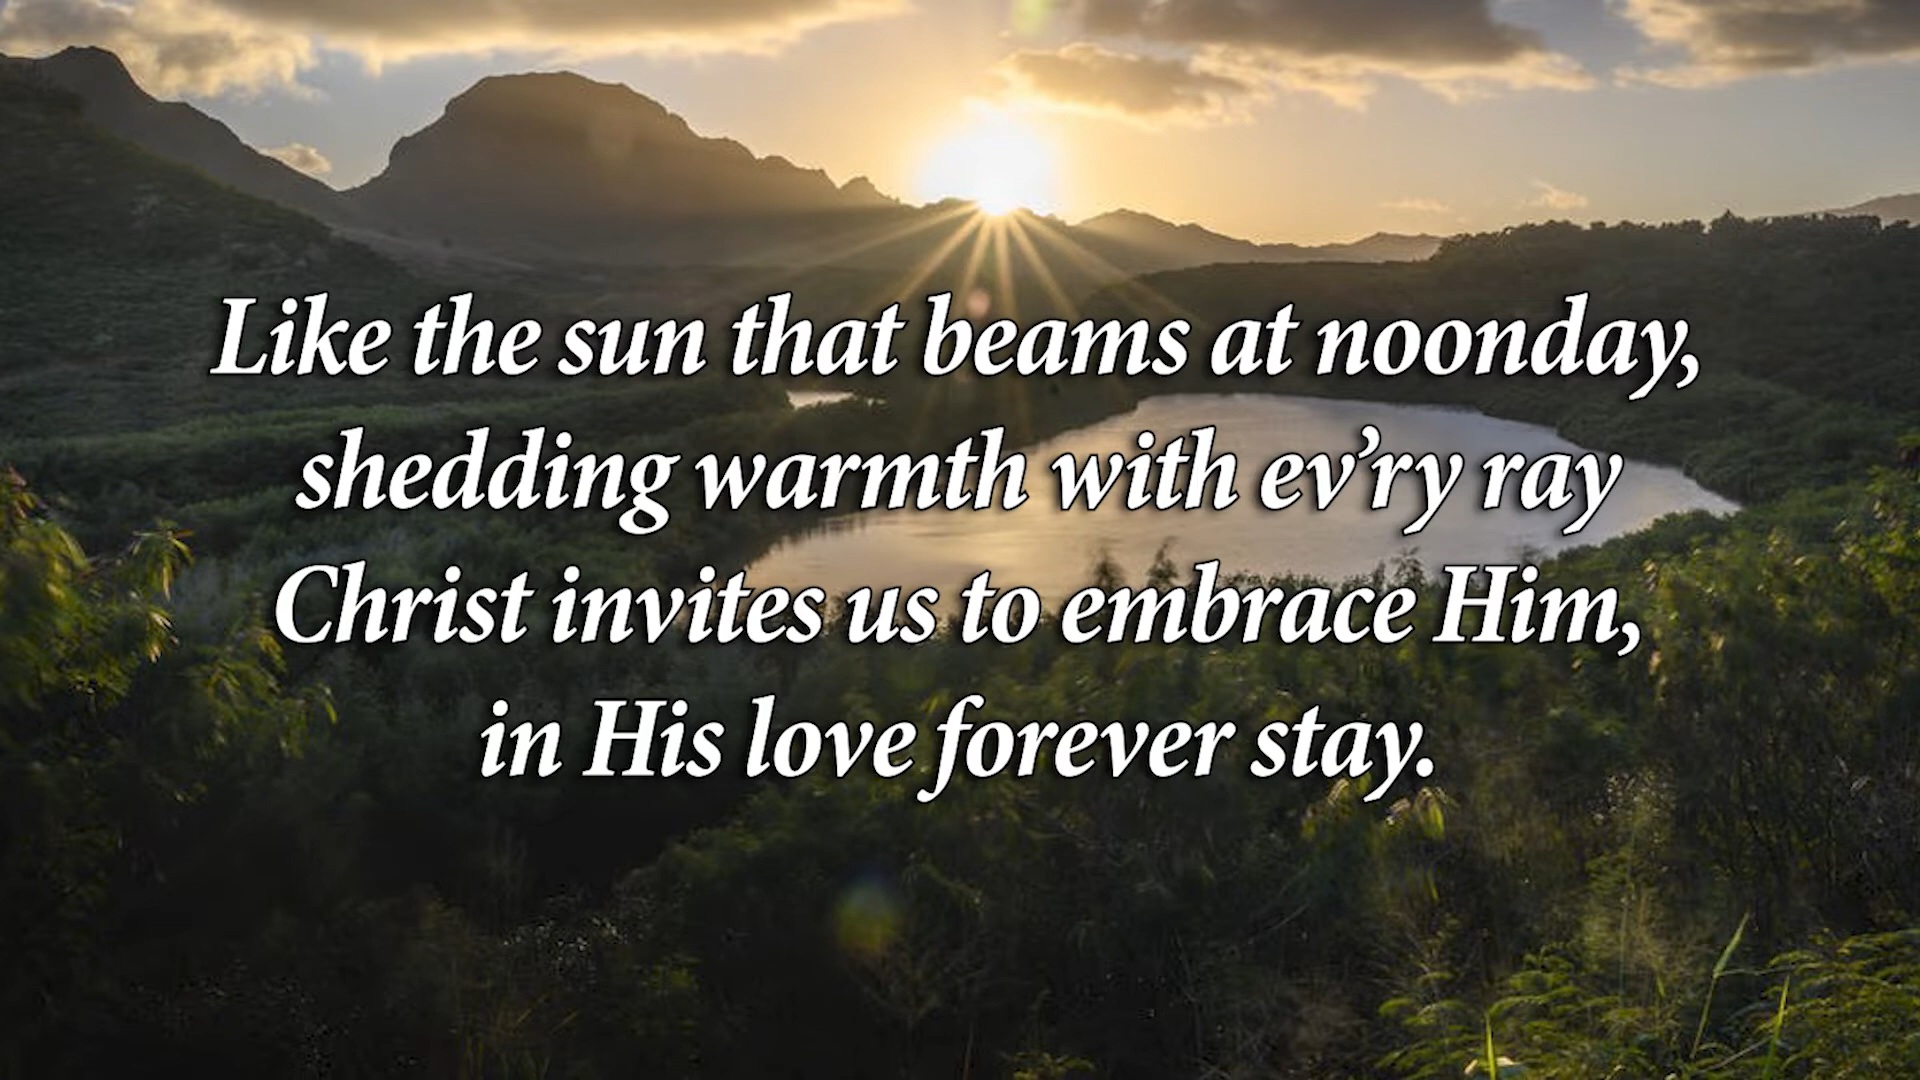 Like the sun that beams at noonday,
shedding warmth with ev’ry ray
Christ invites us to embrace Him,
in His love forever stay.